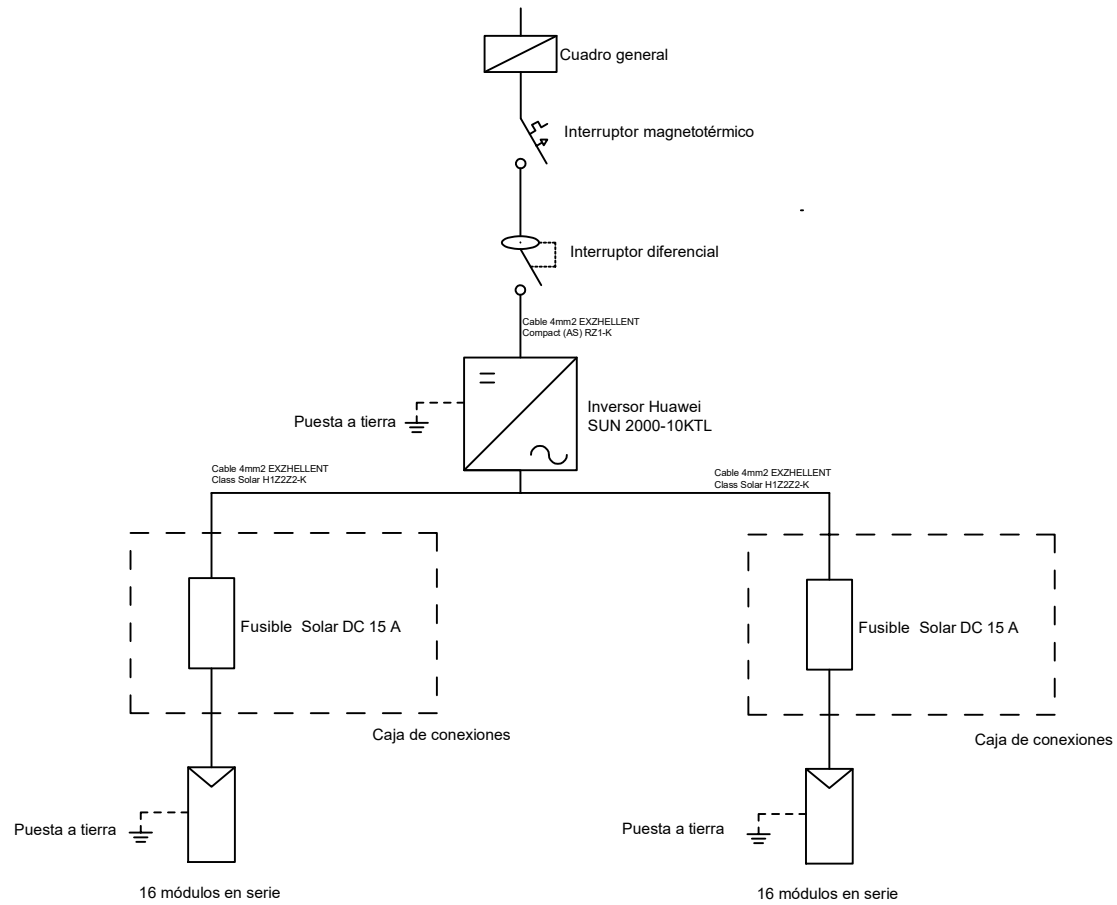 Cuadro general
Interruptor magnetotérmico
Interruptor diferencial
Cable 4mm2 EXZHELLENT
Compact (AS) RZ1-K
Inversor Huawei
SUN 2000-10KTL
Puesta a tierra
Cable 4mm2 EXZHELLENT
Class Solar H1Z2Z2-K
Cable 4mm2 EXZHELLENT
Class Solar H1Z2Z2-K
Fusible Solar DC 15 A
Fusible Solar DC 15 A
Caja de conexiones
Caja de conexiones
Puesta a tierra
Puesta a tierra
16 módulos en serie
16 módulos en serie